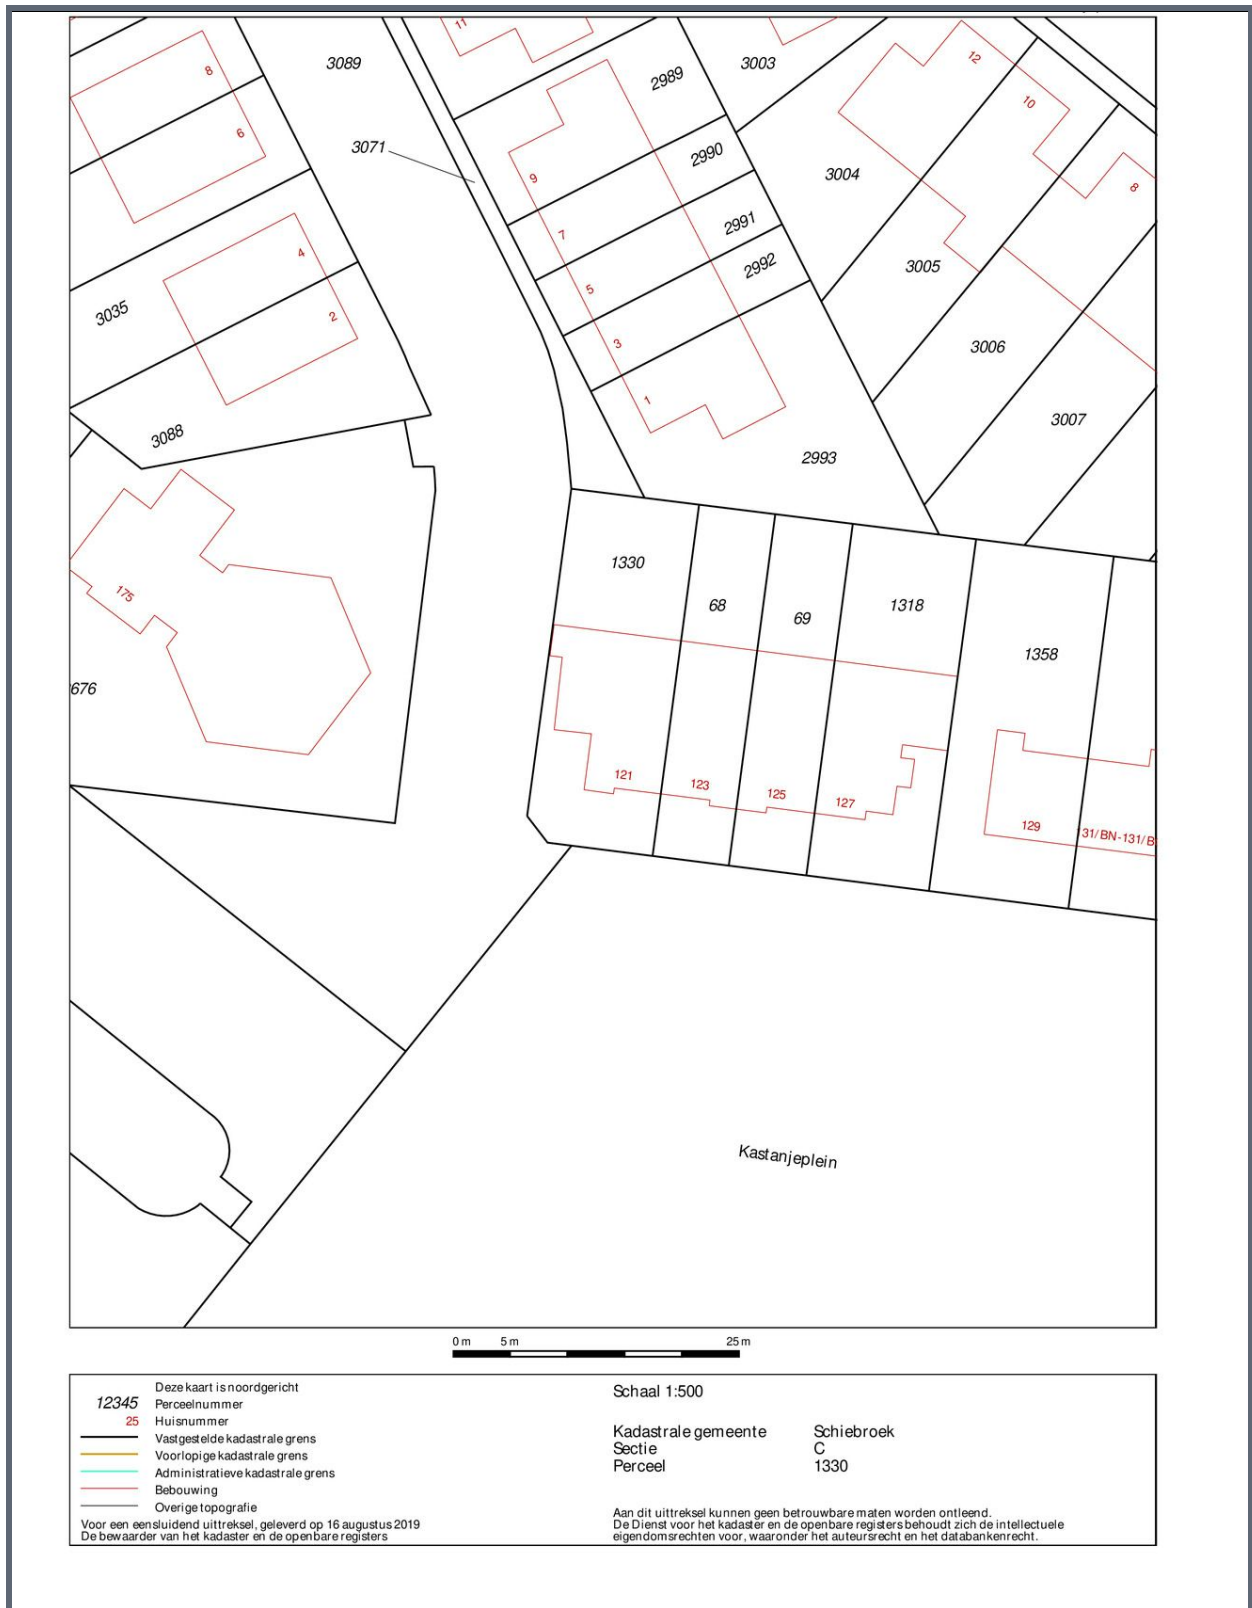 11
8
3089
2989
3003
12
10
6
3071
9
2990
3004
8
7
2991
4
2992
3005
5
3035
2
3
3006
1
3007
3088
2993
1330
175
68
69
1318
1358
676
121
123
125
127
129
131/BN-131/B
Kastanjeplein
0 m 5 m 25 m
Deze kaart is noordgericht
12345 Perceelnummer
25 Huisnummer
Vastgestelde kadastrale grens
Voorlopige kadastrale grens
Administratieve kadastrale grens
Bebouwing
Overige topografie
Voor een eensluidend uittreksel, geleverd op 16 augustus 2019
De bewaarder van het kadaster en de openbare registers
Schaal 1:500
Kadastrale gemeente Schiebroek
Sectie C
Perceel 1330
Aan dit uittreksel kunnen geen betrouwbare maten worden ontleend.
De Dienst voor het kadaster en de openbare registers behoudt zich de intellectuele
eigendomsrechten voor, waaronder het auteursrecht en het databankenrecht.